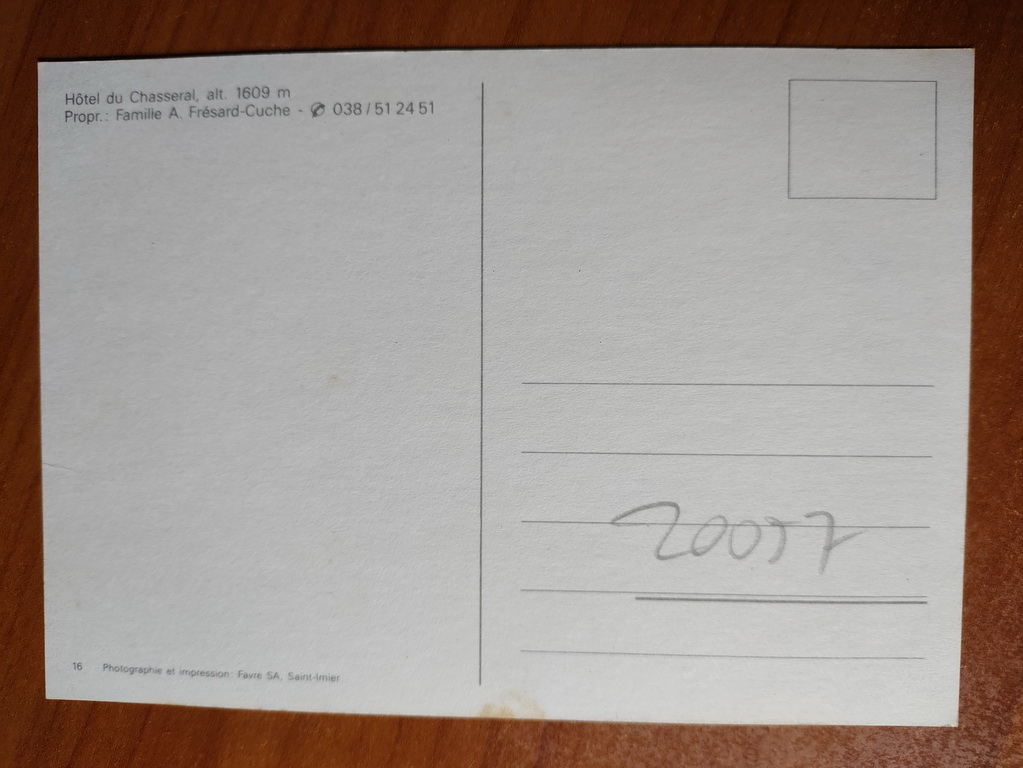 Hôtel du Chasseral, alt. 1609 m
Propr.: Famille A. Frésard-Cuche - ✆ 038 / 51 24 51
20057
16 Photographie et impression: Favre SA, Saint-Imier